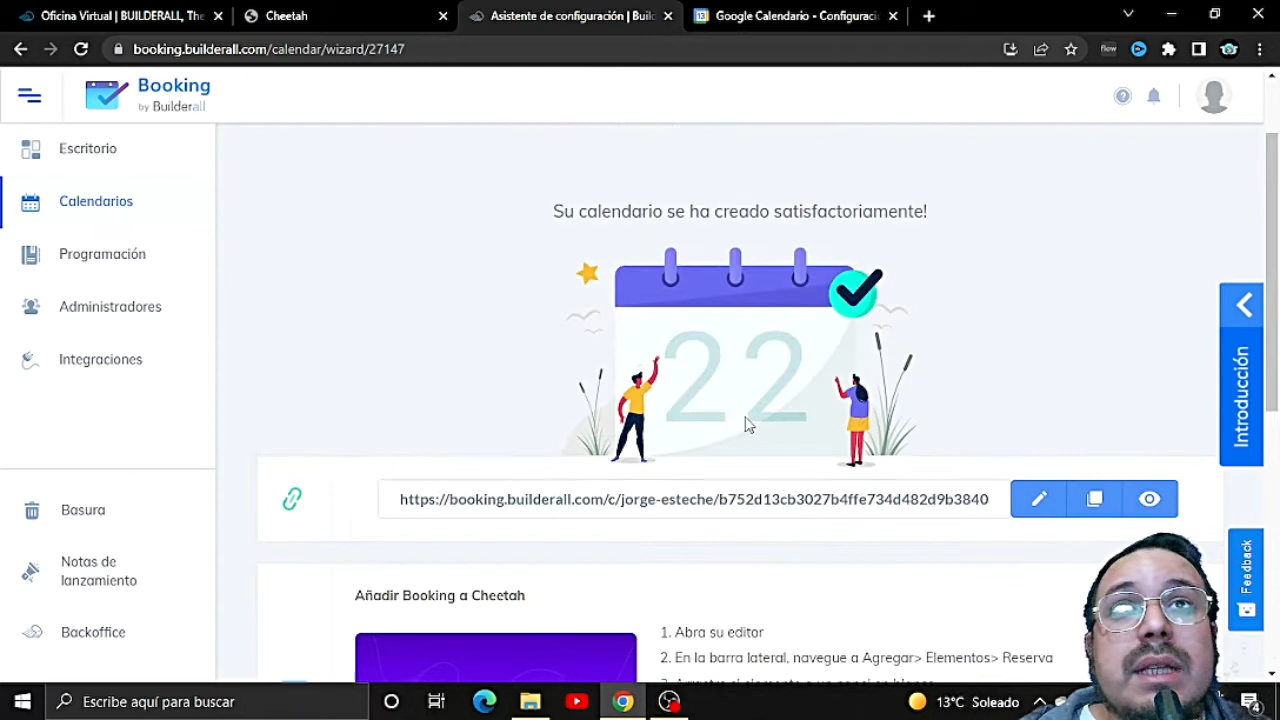 Oficina Virtual | BUILDERALL, The
Cheetah
Asistente de configuración | Buil
Google Calendario - Configuraci
booking.builderall.com/calendar/wizard/27147
flow
Booking
by Builderall
Escritorio
Calendarios
Programación
Administradores
Integraciones
Basura
Notas de
lanzamiento
Backoffice
Su calendario se ha creado satisfactoriamente!
22
https://booking.builderall.com/c/jorge-esteche/b752d13cb3027b4ffe734d482d9b3840
Añadir Booking a Cheetah
1. Abra su editor
2. En la barra lateral, navegue a Agregar> Elementos> Reserva
Introducción
Feedback
Escribe aquí para buscar
13°C Soleado
4